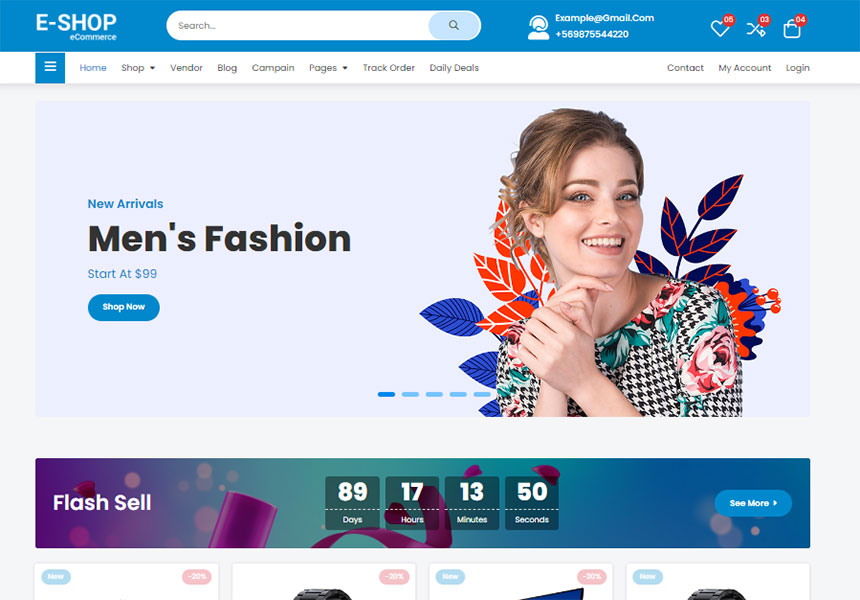 E-SHOP
eCommerce
Search...
Example@Gmail.Com
+569875544220
05
03
04
Home Shop Vendor Blog Campain Pages Track Order Daily Deals Contact My Account Login
New Arrivals
Men's Fashion
Start At $99
Shop Now
Flash Sell
89 17 13 50
Days Hours Minutes Seconds
See More
New -20% -20% New -20% New